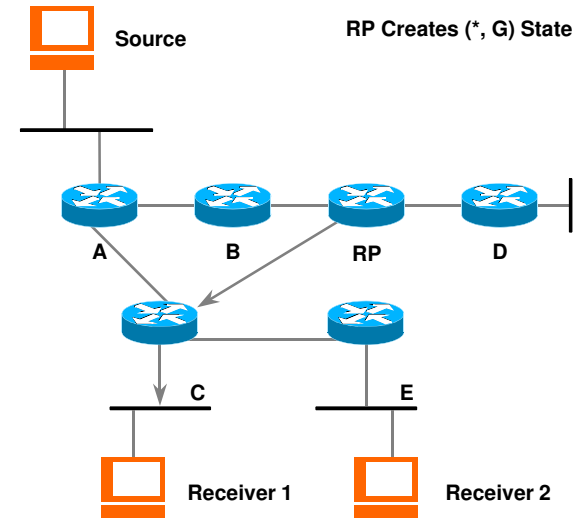 RP Creates (*, G) State
Source
A
B
RP
D
C
E
Receiver 1
Receiver 2